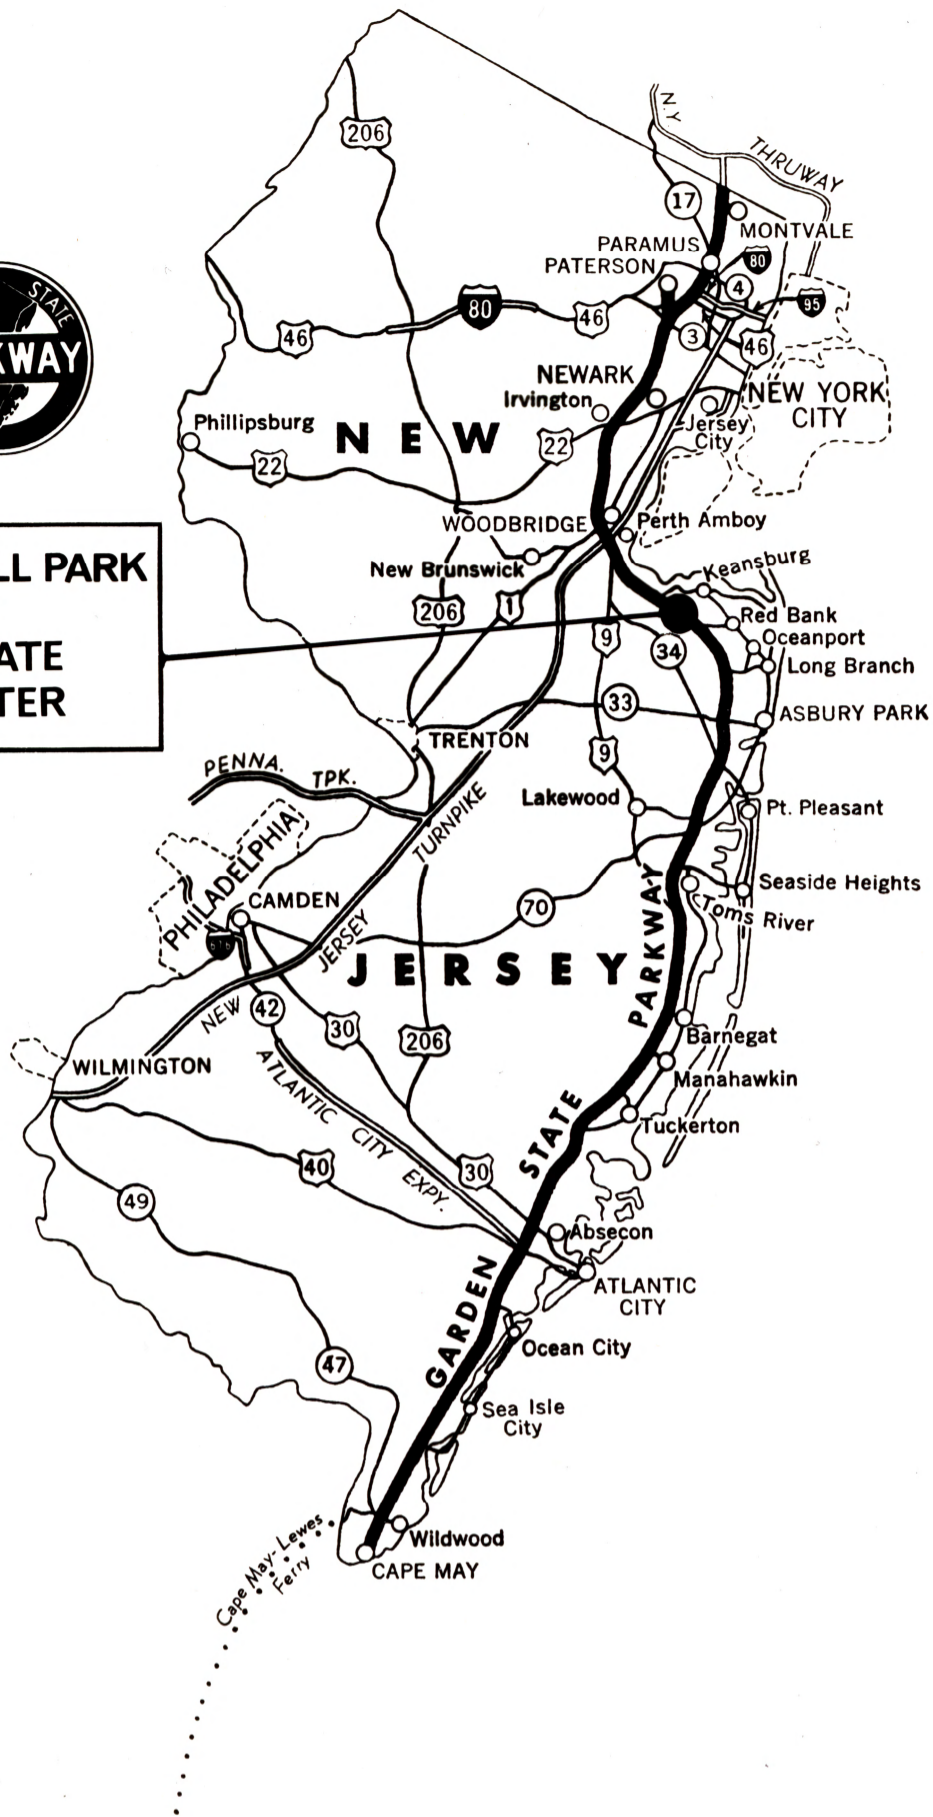 N.Y.
THRUWAY
206
17
MONTVALE
PARAMUS
PATERSON
80
4
95
STATE
KWAY
80
46
46
3
46
NEWARK
Irvington
NEW YORK
CITY
Jersey
City
Phillipsburg
NEW
22
22
WOODBRIDGE
Perth Amboy
LL PARK
New Brunswick
Keansburg
206
1
9
Red Bank
Oceanport
34
Long Branch
ATE
TER
33
ASBURY PARK
TRENTON
9
PENNA. TPK.
Lakewood
Pt. Pleasant
TURNPIKE
PHILADELPHIA
CAMDEN
70
Seaside Heights
Toms River
676
JERSEY
JERSEY
PARKWAY
NEW
42
30
206
Barnegat
WILMINGTON
Manahawkin
ATLANTIC CITY EXPY.
STATE
Tuckerton
40
30
49
Absecon
ATLANTIC
CITY
GARDEN
Ocean City
47
Sea Isle
City
Cape May-Lewes
Ferry
Wildwood
CAPE MAY